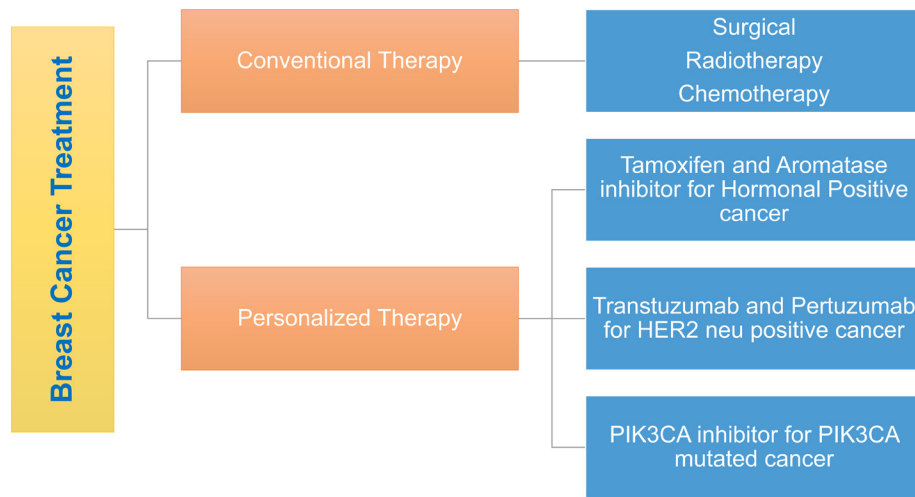 Breast Cancer Treatment
Conventional Therapy
Surgical
Radiotherapy
Chemotherapy
Personalized Therapy
Tamoxifen and Aromatase
inhibitor for Hormonal Positive
cancer
Transtuzumab and Pertuzumab
for HER2 neu positive cancer
PIK3CA inhibitor for PIK3CA
mutated cancer